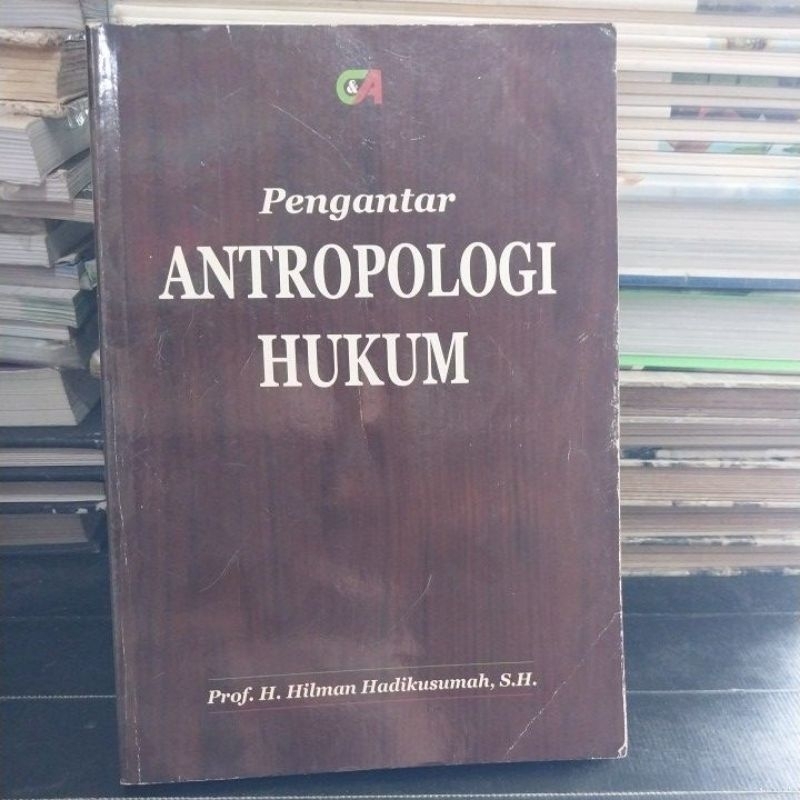 C&A
Pengantar
ANTROPOLOGI
HUKUM
Prof. H. Hilman Hadikusumah, S.H.